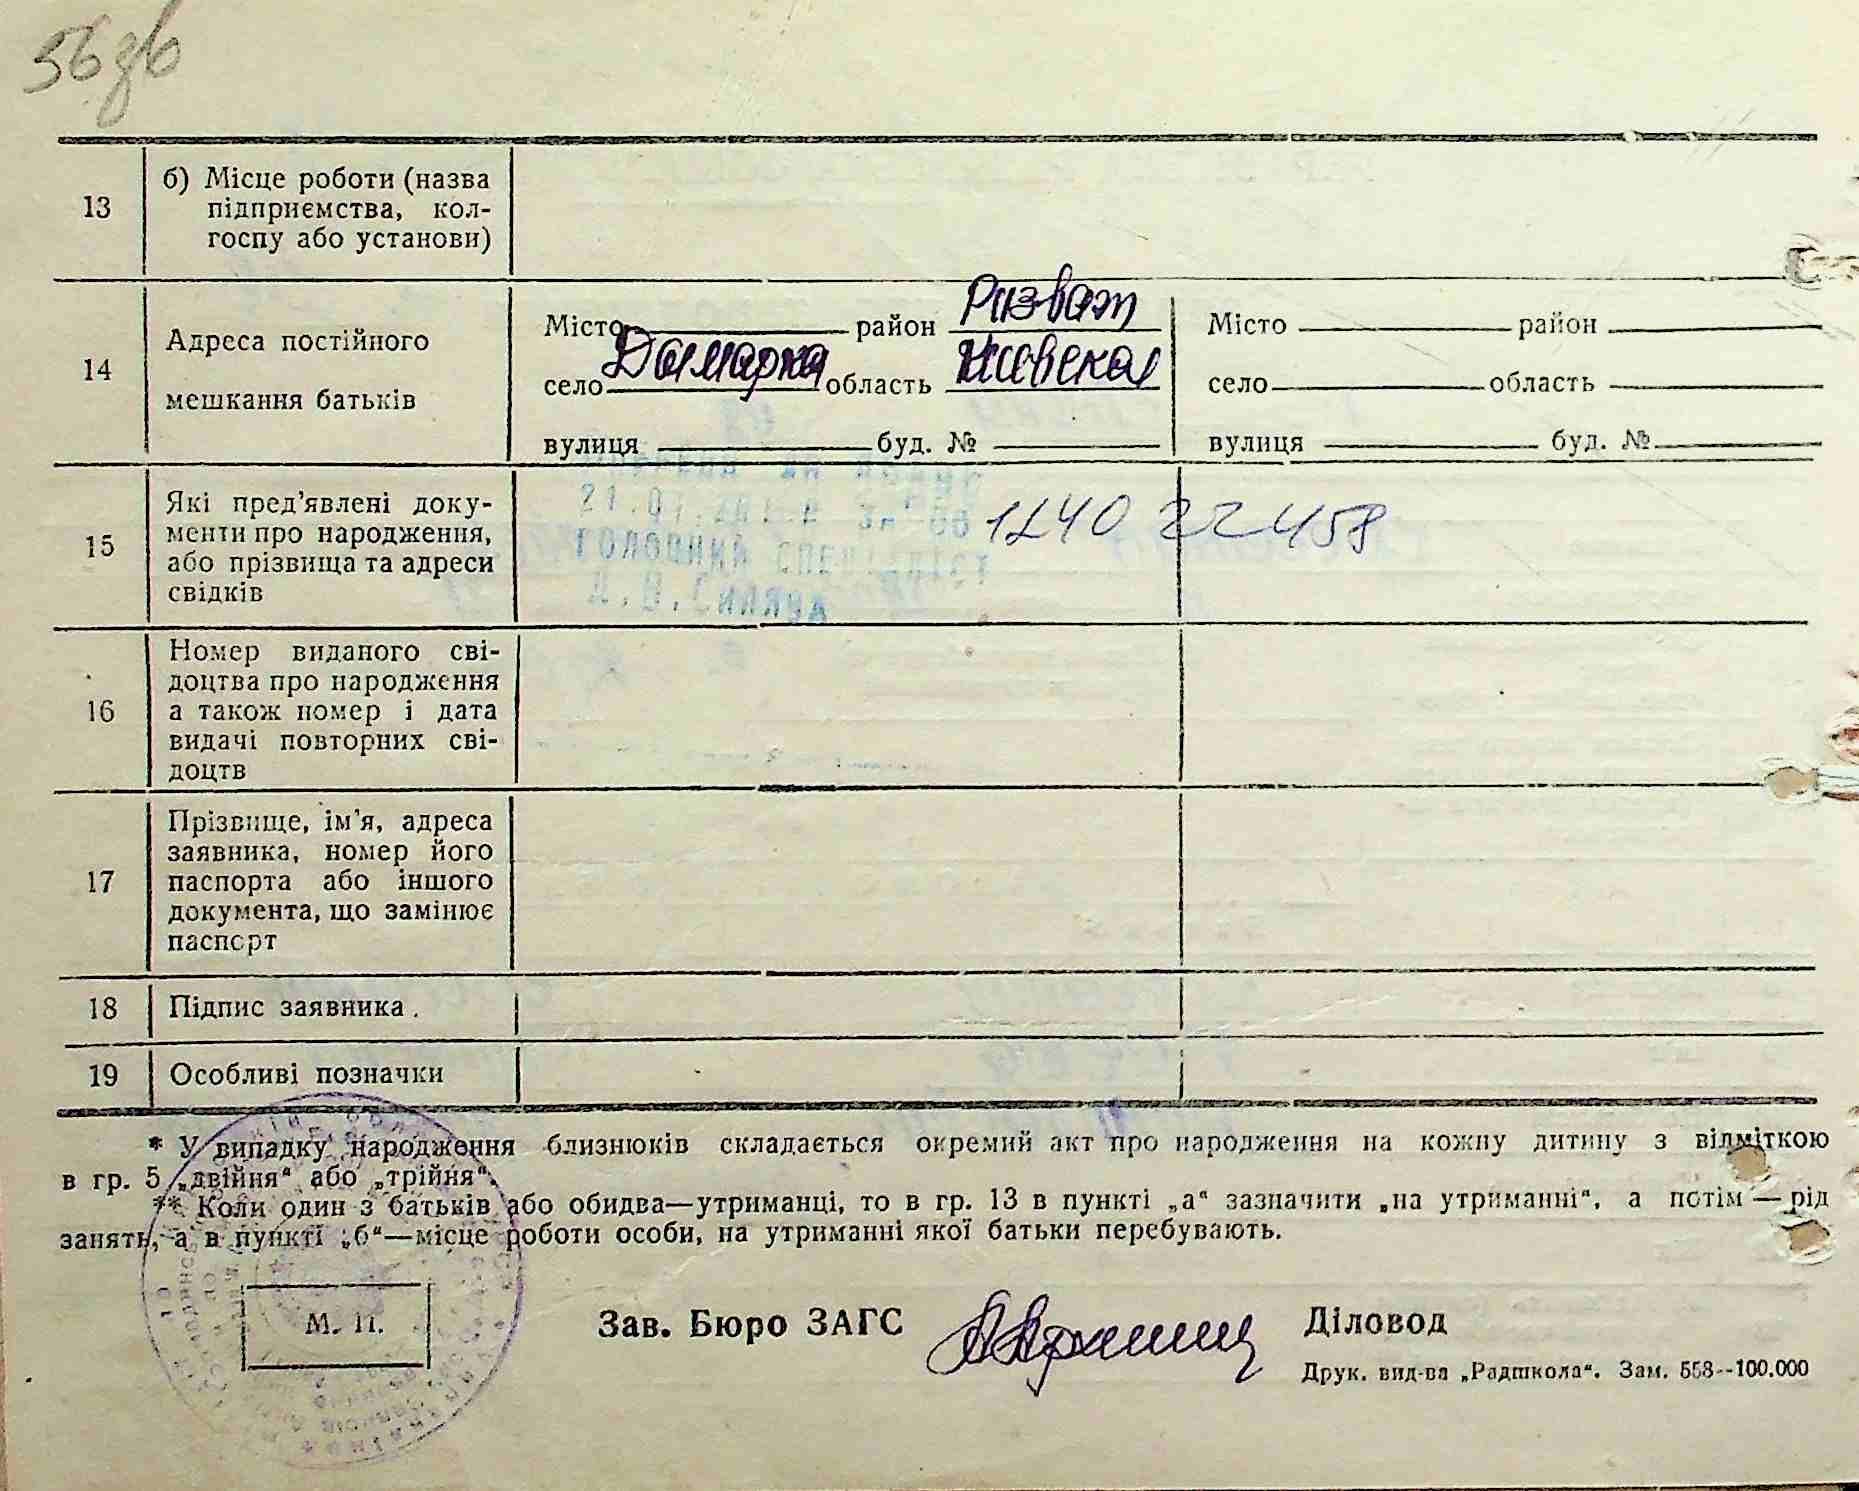 56 зв
13
б) Місце роботи (назва
підприємства, кол-
госпу або установи)
14
Адреса постійного
мешкання батьків
Місто район Розваж
село Домарка область Київська
вулиця буд. №
Місто район
село область
вулиця буд. №
15
Які пред'явлені доку-
менти про народження,
або прізвища та адреси
свідків
1140 22458
16
Номер виданого сві-
доцтва про народження
а також номер і дата
видачі повторних сві-
доцтв
17
Прізвище, ім'я, адреса
заявника, номер його
паспорта або іншого
документа, що замінює
паспорт
18
Підпис заявника.
19
Особливі позначки
* У випадку народження близнюків складається окремий акт про народження на кожну дитину з відміткою
в гр. 5 „двійня“ або „трійня“.
** Коли один з батьків або обидва—утриманці, то в гр. 13 в пункті „а“ зазначити „на утриманні“, а потім—рід
занять, а в пункті „б“—місце роботи особи, на утриманні якої батьки перебувають.
М. П.
Зав. Бюро ЗАГС
Діловод
Друк. вид-ва „Радшкола“. Зам. 558--100.000